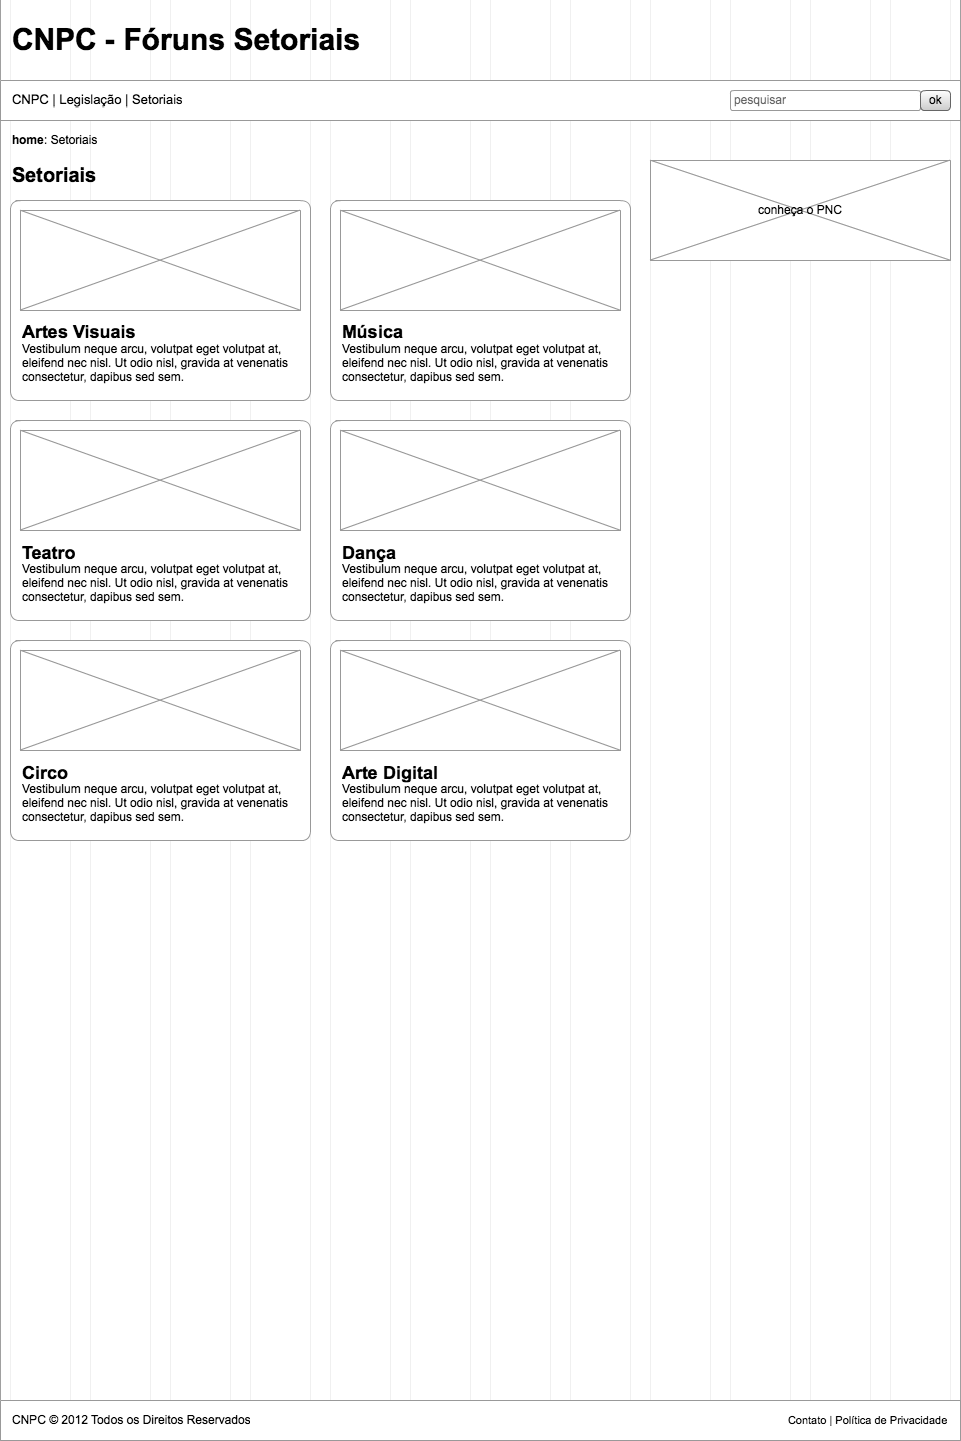 CNPC - Fóruns Setoriais
CNPC | Legislação | Setoriais
pesquisar
ok
home: Setoriais
Setoriais
conheça o PNC
Artes Visuais
Vestibulum neque arcu, volutpat eget volutpat at,
eleifend nec nisl. Ut odio nisl, gravida at venenatis
consectetur, dapibus sed sem.
Música
Vestibulum neque arcu, volutpat eget volutpat at,
eleifend nec nisl. Ut odio nisl, gravida at venenatis
consectetur, dapibus sed sem.
Teatro
Vestibulum neque arcu, volutpat eget volutpat at,
eleifend nec nisl. Ut odio nisl, gravida at venenatis
consectetur, dapibus sed sem.
Dança
Vestibulum neque arcu, volutpat eget volutpat at,
eleifend nec nisl. Ut odio nisl, gravida at venenatis
consectetur, dapibus sed sem.
Circo
Vestibulum neque arcu, volutpat eget volutpat at,
eleifend nec nisl. Ut odio nisl, gravida at venenatis
consectetur, dapibus sed sem.
Arte Digital
Vestibulum neque arcu, volutpat eget volutpat at,
eleifend nec nisl. Ut odio nisl, gravida at venenatis
consectetur, dapibus sed sem.
CNPC © 2012 Todos os Direitos Reservados
Contato | Política de Privacidade